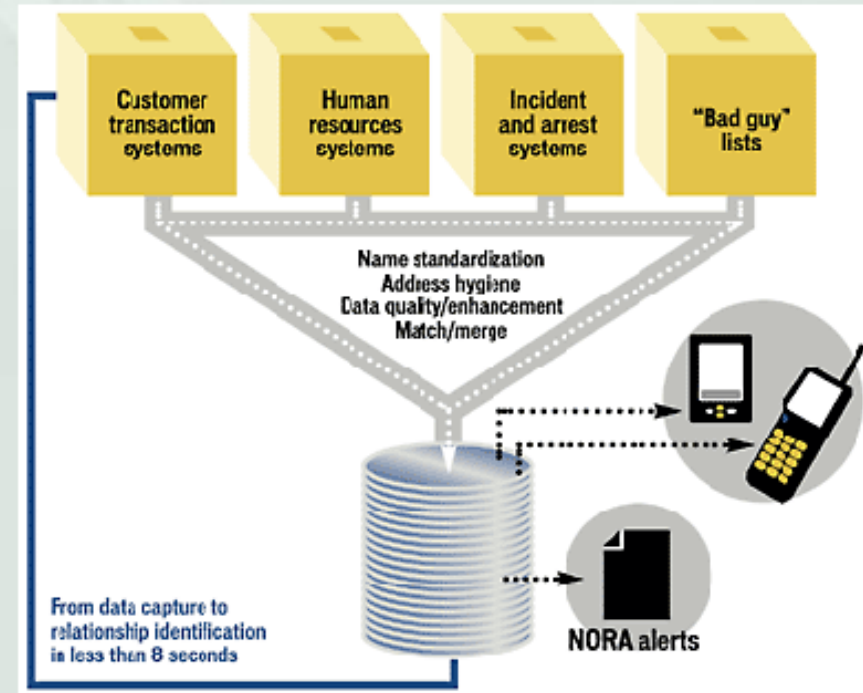 Customer
transaction
systems
Human
resources
systems
Incident
and arrest
systems
“Bad guy”
lists
Name standardization
Address hygiene
Data quality/enhancement
Match/merge
From data capture to
relationship identification
in less than 8 seconds
NORA alerts